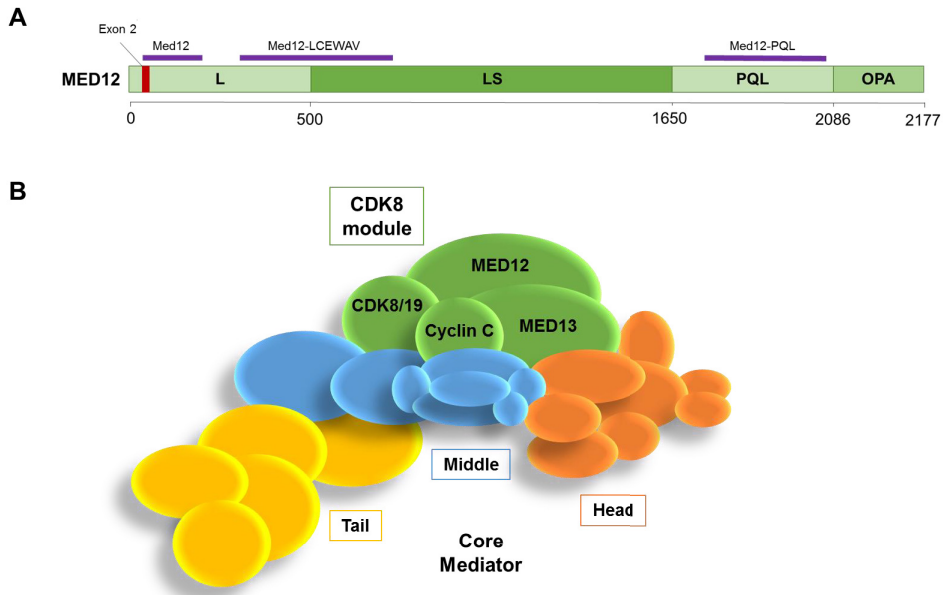 A
Exon 2
Med12
Med12-LCEWAV
Med12-PQL
MED12
L
LS
PQL
OPA
0
500
1650
2086
2177
B
CDK8
module
MED12
CDK8/19
Cyclin C
MED13
Middle
Head
Tail
Core
Mediator